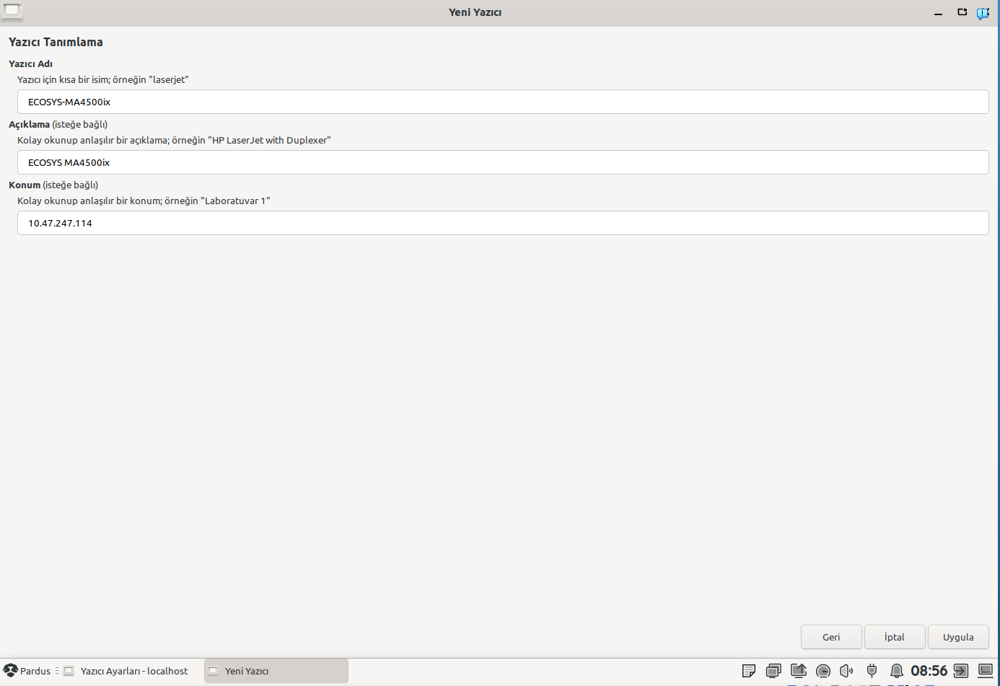 Yeni Yazıcı
Yazıcı Tanımlama
Yazıcı Adı
Yazıcı için kısa bir isim; örneğin "laserjet"
ECOSYS-MA4500ix
Açıklama (isteğe bağlı)
Kolay okunup anlaşılır bir açıklama; örneğin "HP LaserJet with Duplexer"
ECOSYS MA4500ix
Konum (isteğe bağlı)
Kolay okunup anlaşılır bir konum; örneğin "Laboratuvar 1"
10.47.247.114
Geri İptal Uygula
Pardus Yazıcı Ayarları - localhost Yeni Yazıcı 08:56